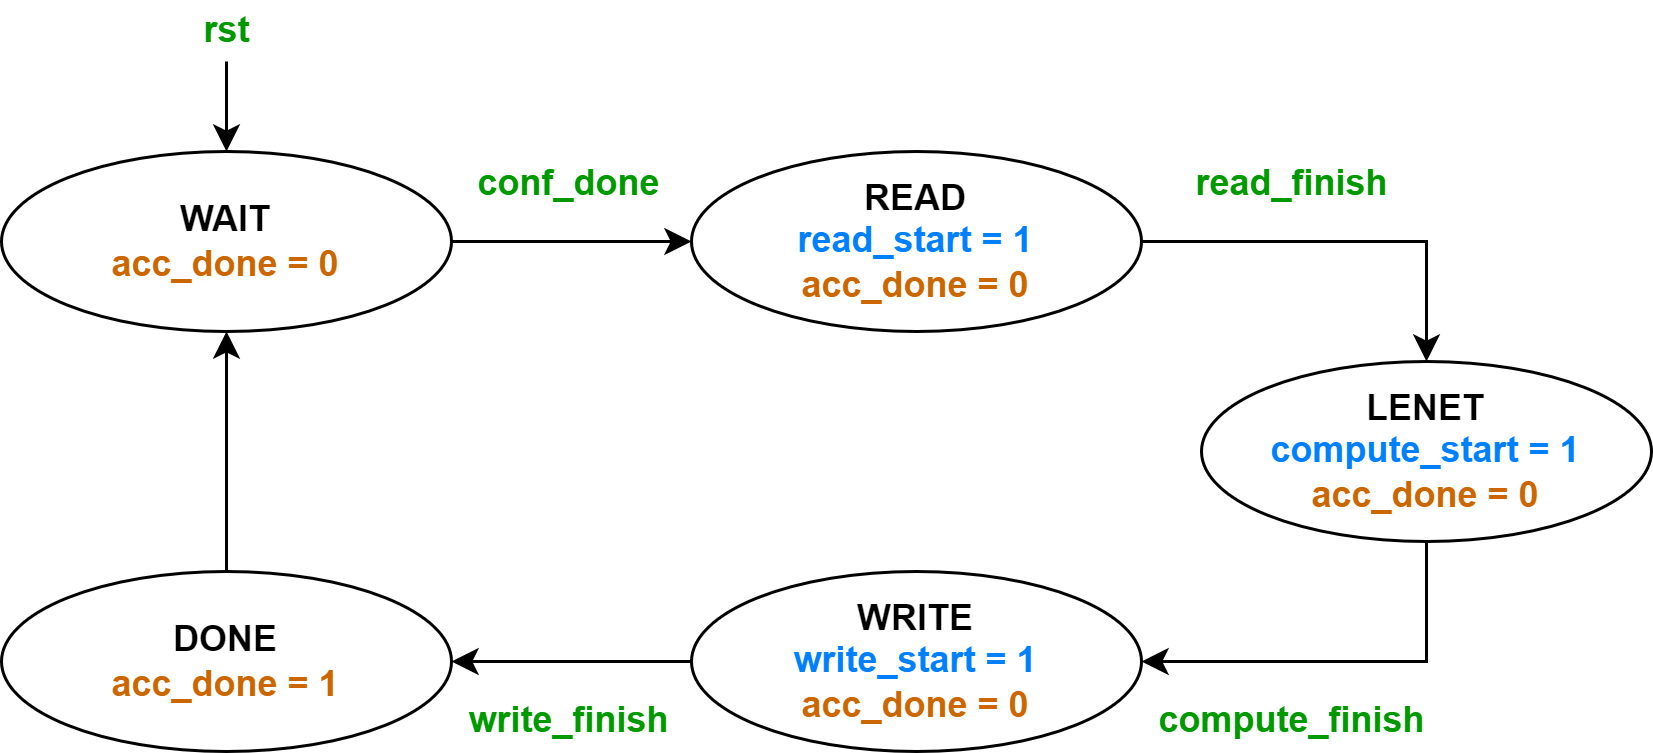 rst
WAIT
acc_done = 0
conf_done
READ
read_start = 1
acc_done = 0
read_finish
LENET
compute_start = 1
acc_done = 0
compute_finish
WRITE
write_start = 1
acc_done = 0
write_finish
DONE
acc_done = 1